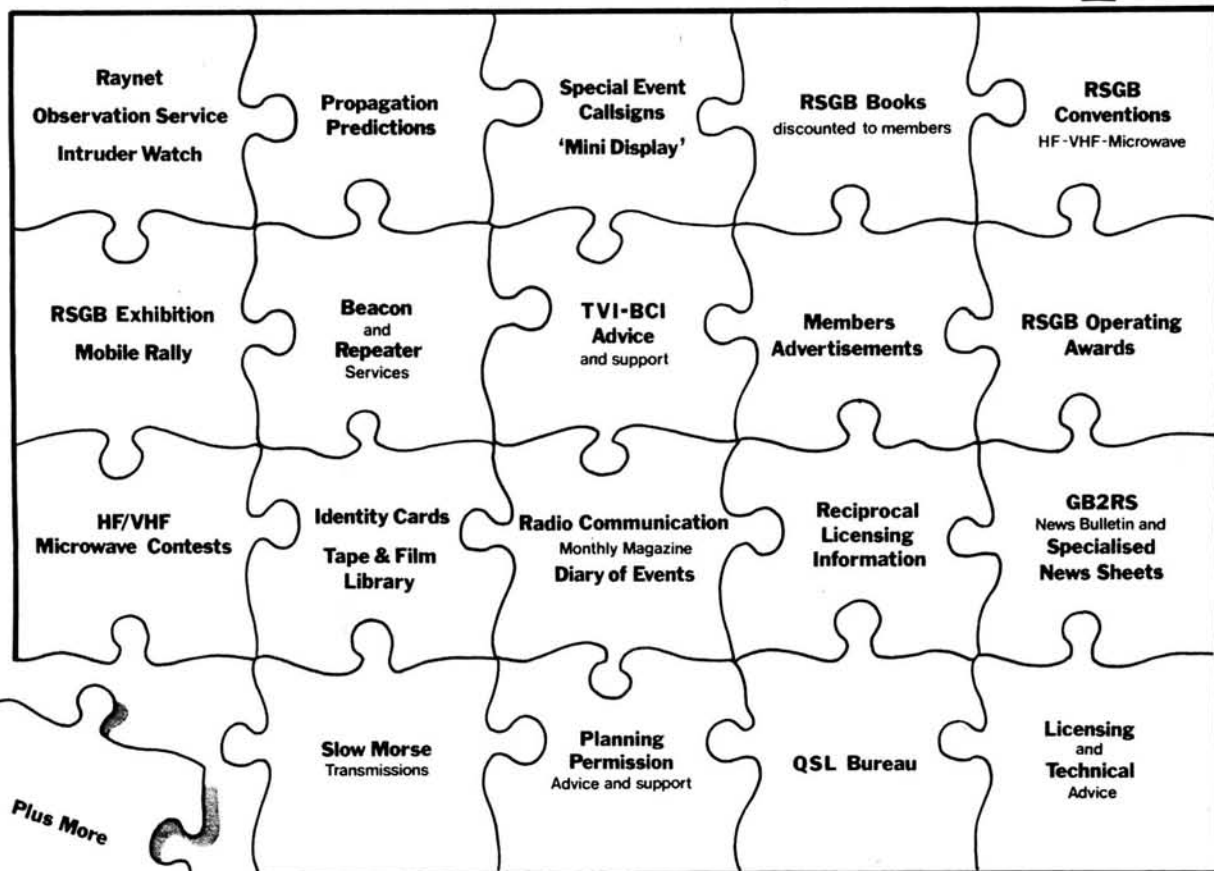 Raynet
Observation Service
Intruder Watch
Propagation
Predictions
Special Event
Callsigns
'Mini Display'
RSGB Books
discounted to members
RSGB
Conventions
HF-VHF-Microwave
RSGB Exhibition
Mobile Rally
Beacon
and
Repeater
Services
TVI-BCI
Advice
and support
Members
Advertisements
RSGB Operating
Awards
HF/VHF
Microwave Contests
Identity Cards
Tape & Film
Library
Radio Communication
Monthly Magazine
Diary of Events
Reciprocal
Licensing
Information
GB2RS
News Bulletin and
Specialised
News Sheets
Plus More
Slow Morse
Transmissions
Planning
Permission
Advice and support
QSL Bureau
Licensing
and
Technical
Advice